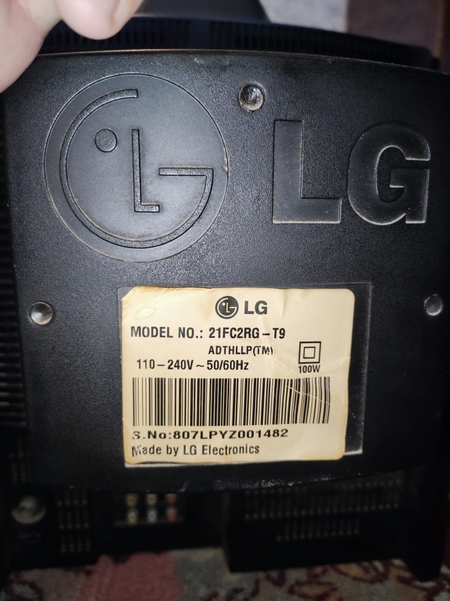 LG
LG
LG
MODEL NO.: 21FC2RG-T9
ADTHLLP(TM)
110-240V~50/60Hz
100W
S.No:807LPYZ001482
Made by LG Electronics